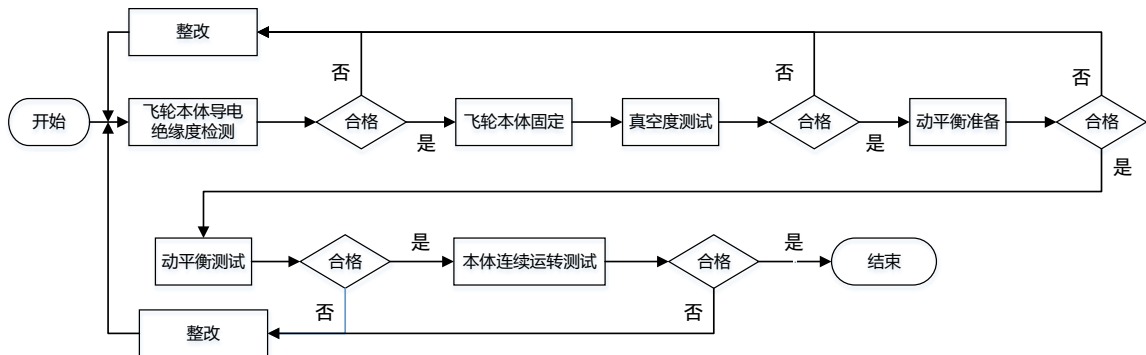 整改
否
否
否
开始
飞轮本体导电
绝缘度检测
合格
是
飞轮本体固定
真空度测试
合格
是
动平衡准备
合格
是
动平衡测试
合格
是
本体连续运转测试
合格
是
结束
否
否
整改